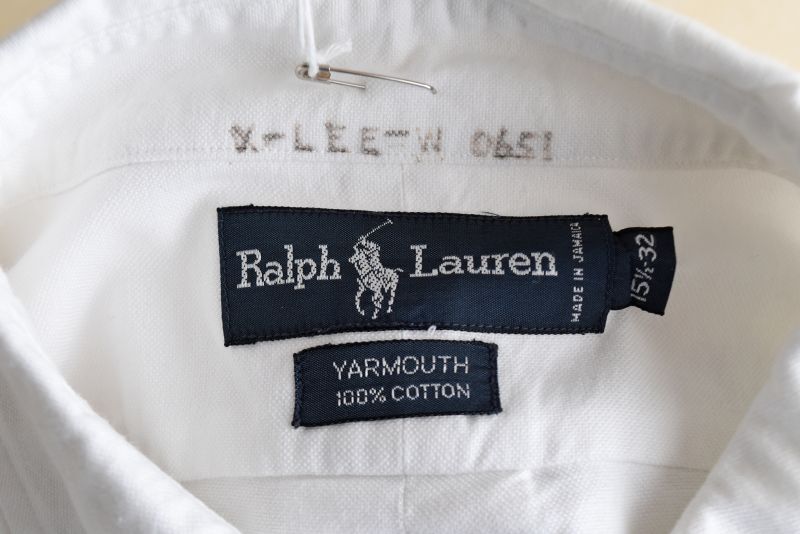 X-LEE-W 0651
Ralph Lauren
MADE IN JAMAICA
15½-32
YARMOUTH
100% COTTON